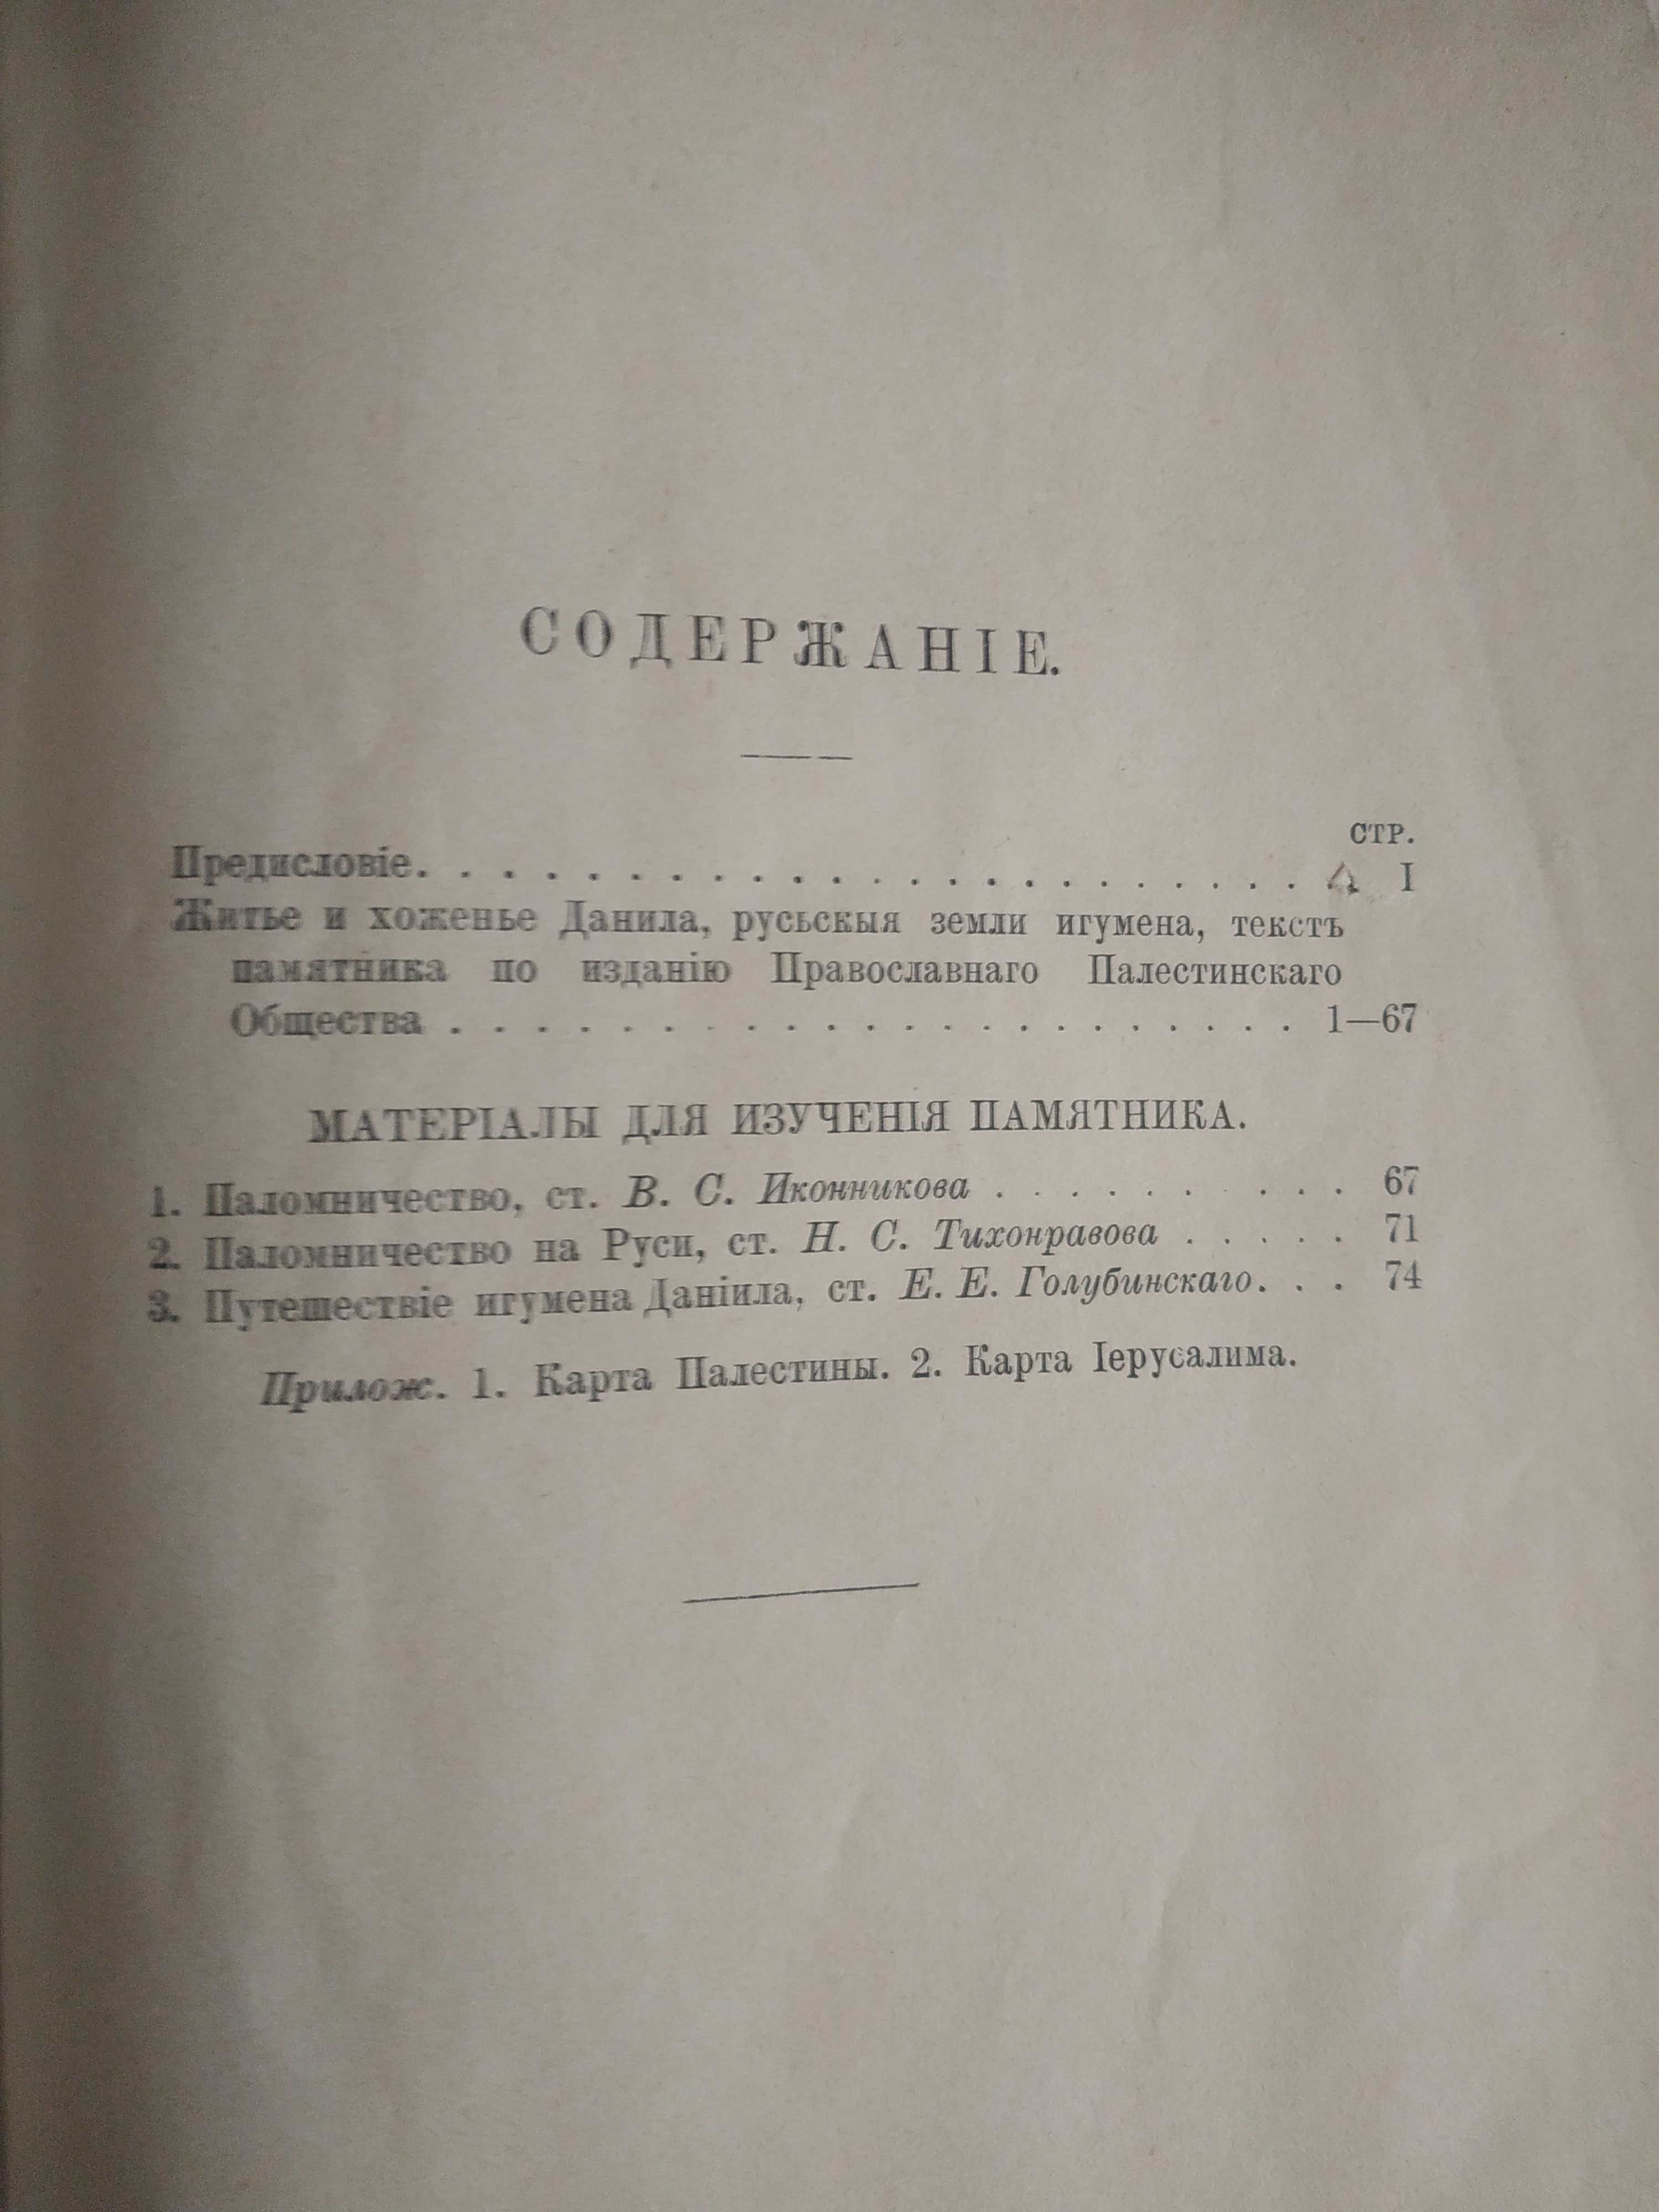 СОДЕРЖАНІЕ.
СТР.
Предисловіе. . . . . . . . . . . . . . . . . . . . . . . . I
Житье и хоженье Данила, русьскыя земли игумена, текстъ
памятника по изданію Православнаго Палестинскаго
Общества . . . . . . . . . . . . . . . . . . . . . . 1—67
МАТЕРІАЛЫ ДЛЯ ИЗУЧЕНІЯ ПАМЯТНИКА.
1. Паломничество, ст. В. С. Иконникова . . . . . . . . . 67
2. Паломничество на Руси, ст. Н. С. Тихонравова . . . . . 71
3. Путешествіе игумена Даніила, ст. Е. Е. Голубинскаго. . . 74
Прилож. 1. Карта Палестины. 2. Карта Іерусалима.